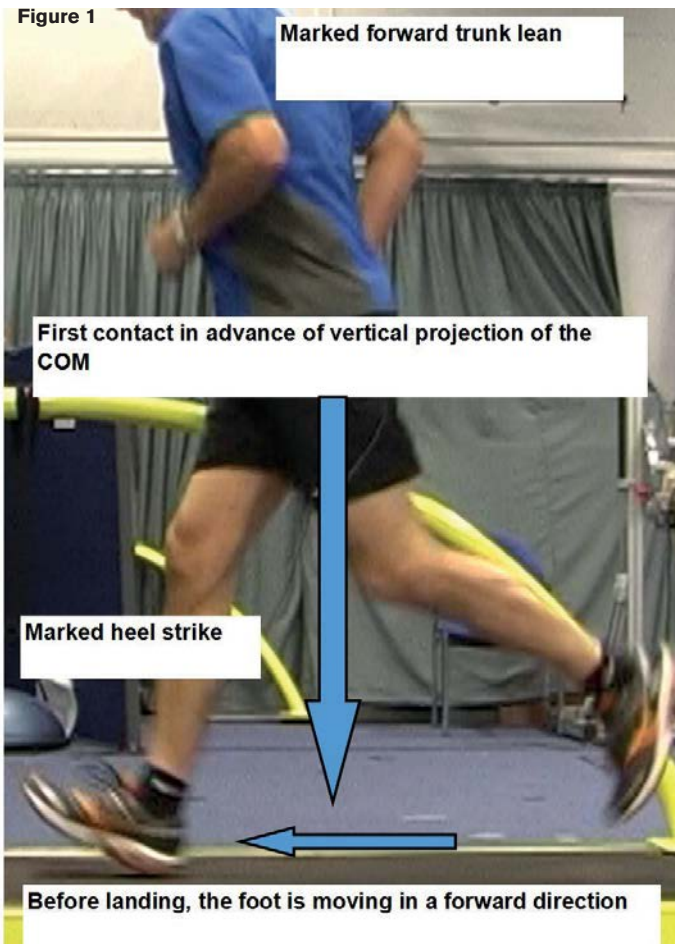 Figure 1
Marked forward trunk lean
First contact in advance of vertical projection of the
COM
Marked heel strike
Before landing, the foot is moving in a forward direction